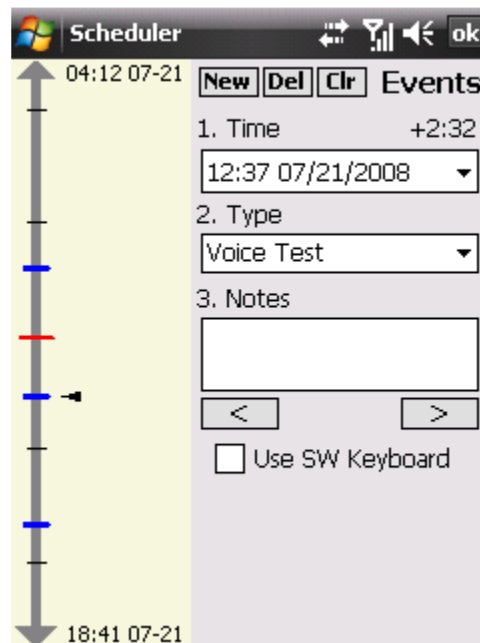 Scheduler ok
04:12 07-21
New Del Clr Events
1. Time +2:32
12:37 07/21/2008
2. Type
Voice Test
3. Notes
< >
Use SW Keyboard
18:41 07-21